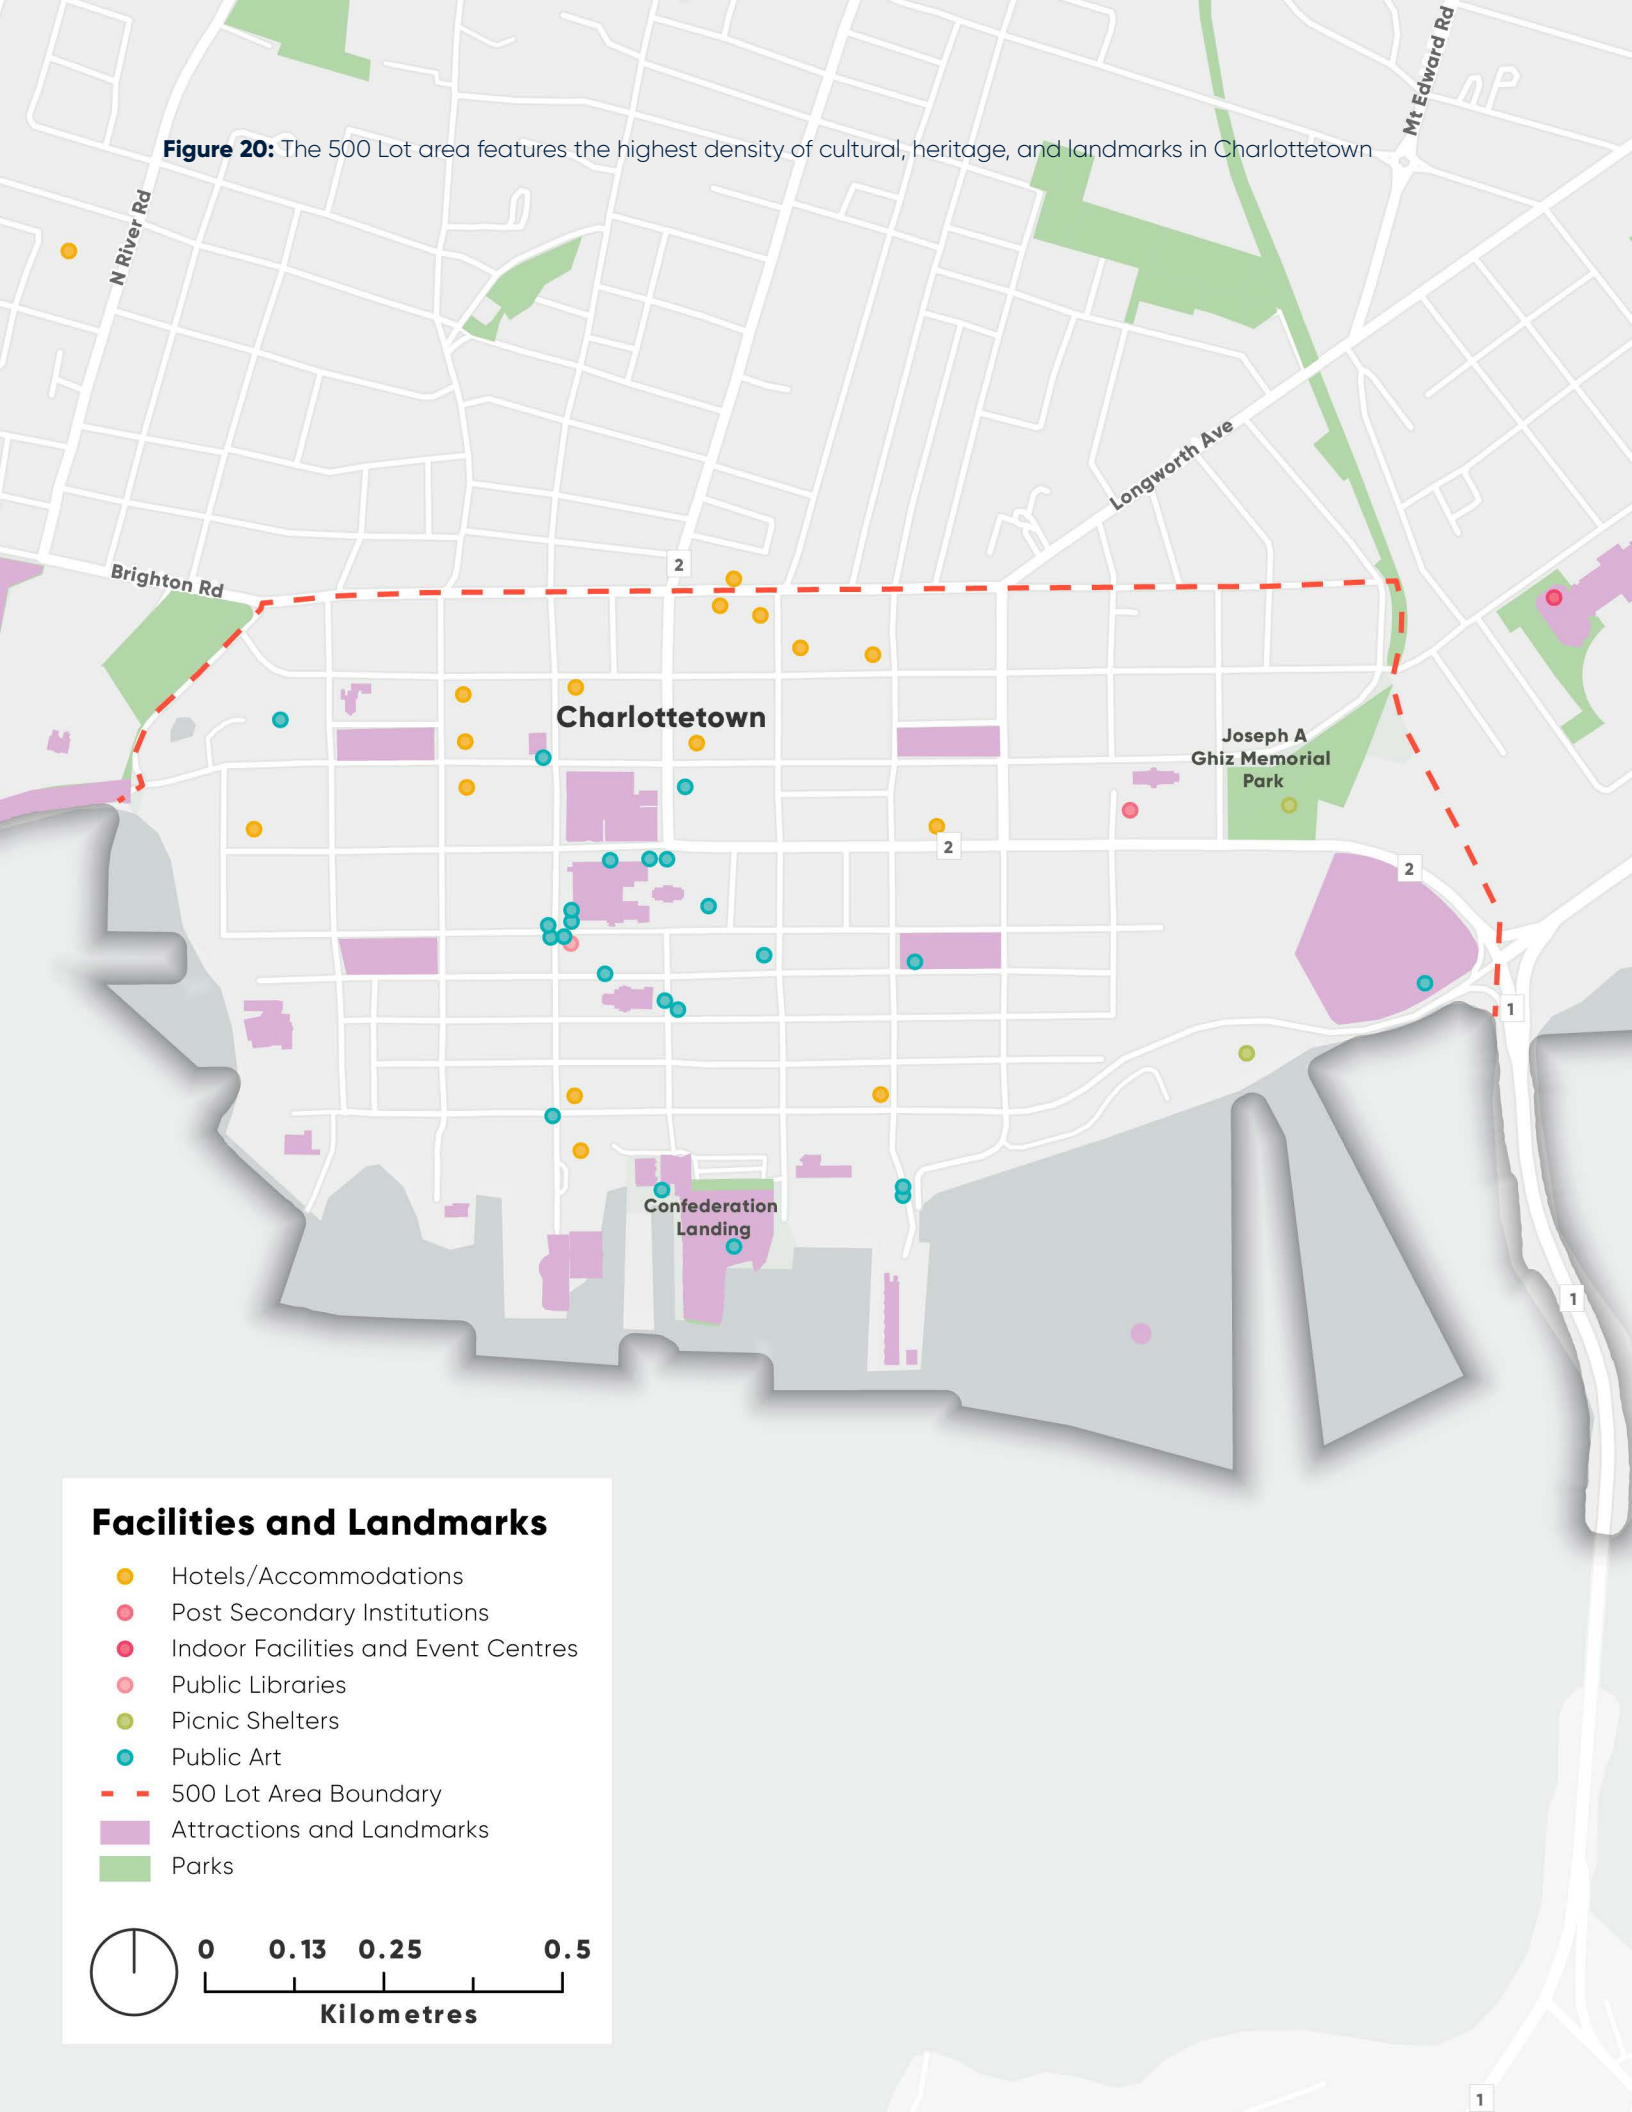 Mt Edward Rd
Figure 20: The 500 Lot area features the highest density of cultural, heritage, and landmarks in Charlottetown
N River Rd
Longworth Ave
2
Brighton Rd
Charlottetown
Joseph A
Ghiz Memorial
Park
2
2
1
Confederation
Landing
1
Facilities and Landmarks
Hotels/Accommodations
Post Secondary Institutions
Indoor Facilities and Event Centres
Public Libraries
Picnic Shelters
Public Art
500 Lot Area Boundary
Attractions and Landmarks
Parks
0 0.13 0.25 0.5
Kilometres
1